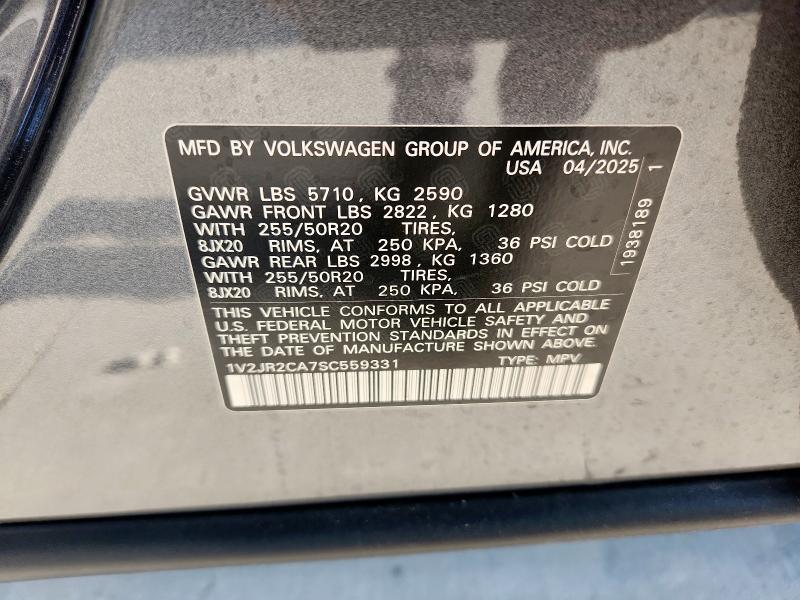 MFD BY VOLKSWAGEN GROUP OF AMERICA, INC.
USA 04/2025
GVWR LBS 5710, KG 2590
GAWR FRONT LBS 2822, KG 1280
WITH 255/50R20 TIRES,
8JX20 RIMS, AT 250 KPA, 36 PSI COLD
GAWR REAR LBS 2998, KG 1360
WITH 255/50R20 TIRES,
8JX20 RIMS, AT 250 KPA, 36 PSI COLD
THIS VEHICLE CONFORMS TO ALL APPLICABLE
U.S. FEDERAL MOTOR VEHICLE SAFETY AND
THEFT PREVENTION STANDARDS IN EFFECT ON
THE DATE OF MANUFACTURE SHOWN ABOVE.
1V2JR2CA7SC559331 TYPE: MPV
1938189 1